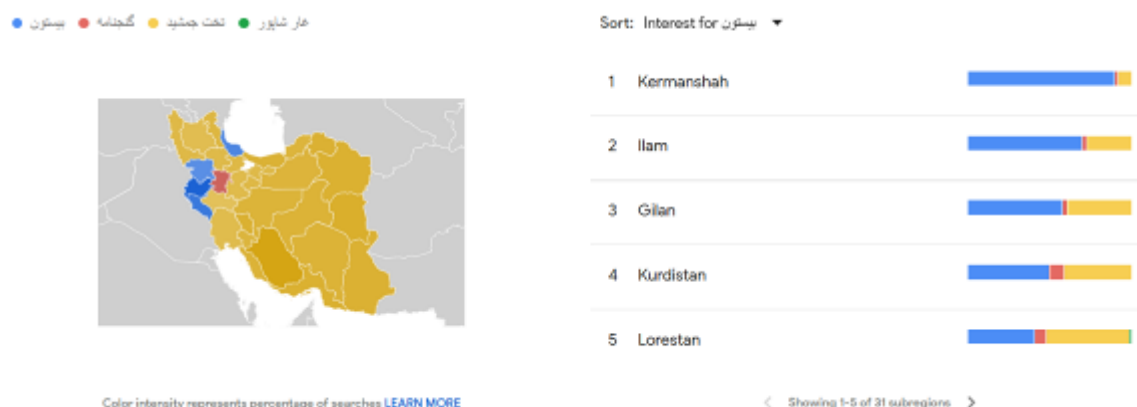 بیستون گنجنامه تخت جمشید غار شاپور
Sort: Interest for بیستون
1 Kermanshah
2 Ilam
3 Gilan
4 Kurdistan
5 Lorestan
Color intensity represents percentage of searches LEARN MORE
Showing 1-5 of 31 subregions